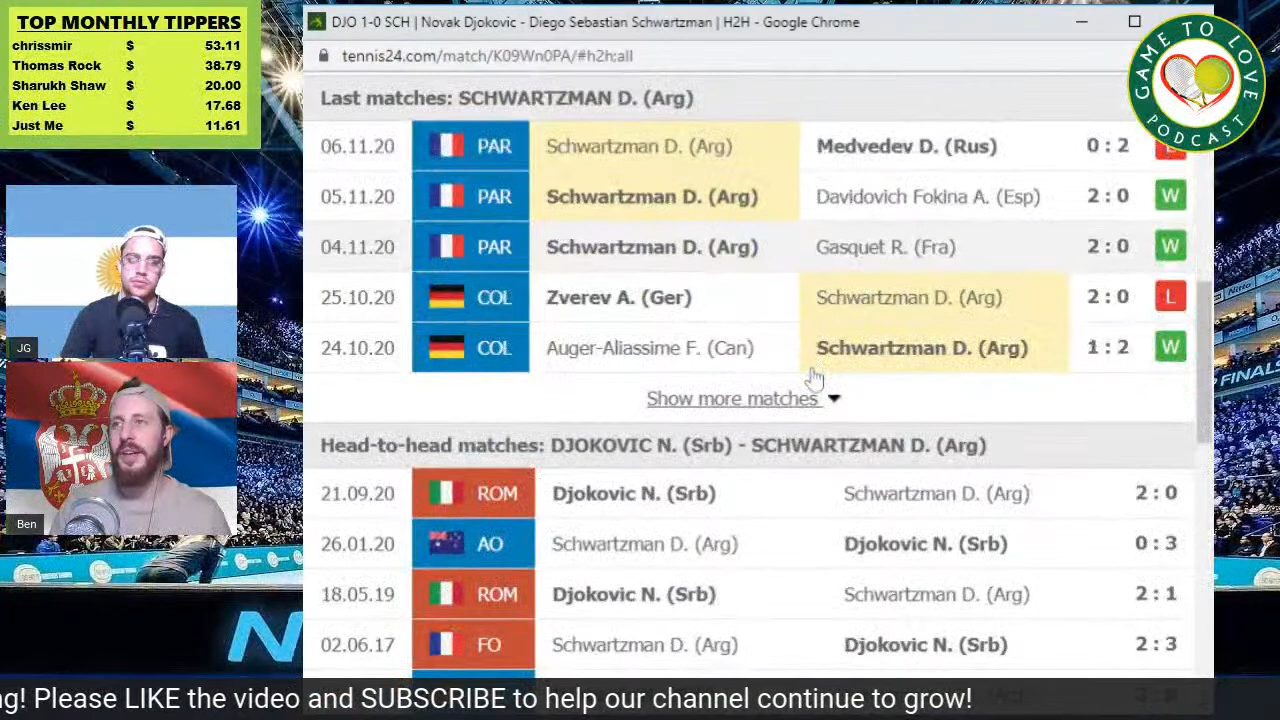 TOP MONTHLY TIPPERS
chrissmir $ 53.11
Thomas Rock $ 38.79
Sharukh Shaw $ 20.00
Ken Lee $ 17.68
Just Me $ 11.61
JG
Ben
DJO 1-0 SCH | Novak Djokovic - Diego Sebastian Schwartzman | H2H - Google Chrome
tennis24.com/match/K09Wn0PA/#h2h;all
GAME TO LOVE
PODCAST
Last matches: SCHWARTZMAN D. (Arg)
06.11.20 PAR Schwartzman D. (Arg) Medvedev D. (Rus) 0 : 2 L
05.11.20 PAR Schwartzman D. (Arg) Davidovich Fokina A. (Esp) 2 : 0 W
04.11.20 PAR Schwartzman D. (Arg) Gasquet R. (Fra) 2 : 0 W
25.10.20 COL Zverev A. (Ger) Schwartzman D. (Arg) 2 : 0 L
24.10.20 COL Auger-Aliassime F. (Can) Schwartzman D. (Arg) 1 : 2 W
Show more matches
Head-to-head matches: DJOKOVIC N. (Srb) - SCHWARTZMAN D. (Arg)
21.09.20 ROM Djokovic N. (Srb) Schwartzman D. (Arg) 2 : 0
26.01.20 AO Schwartzman D. (Arg) Djokovic N. (Srb) 0 : 3
18.05.19 ROM Djokovic N. (Srb) Schwartzman D. (Arg) 2 : 1
02.06.17 FO Schwartzman D. (Arg) Djokovic N. (Srb) 2 : 3
FINALS
ng! Please LIKE the video and SUBSCRIBE to help our channel continue to grow!